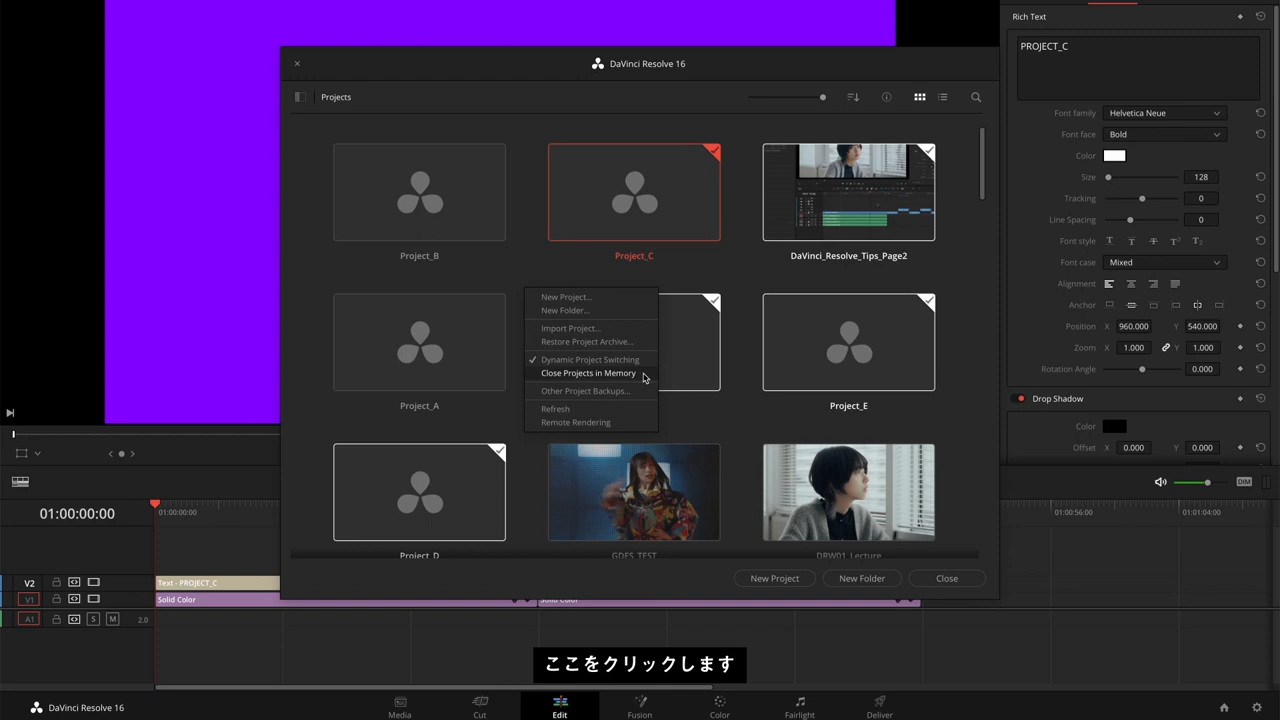 DaVinci Resolve 16
Projects
Project_B
Project_C
DaVinci_Resolve_Tips_Page2
New Project...
New Folder...
Import Project...
Restore Project Archive...
Dynamic Project Switching
Close Projects in Memory
Other Project Backups...
Refresh
Remote Rendering
Project_A
Project_E
Project_D
GDFS_TEST
DRW01_Lecture
New Project
New Folder
Close
Rich Text
PROJECT_C
Font family
Helvetica Neue
Font face
Bold
Color
Size
128
Tracking
0
Line Spacing
0
Font style
Font case
Mixed
Alignment
Anchor
Position X 960.000 Y 540.000
Zoom X 1.000 Y 1.000
Rotation Angle 0.000
Drop Shadow
Color
Offset X 0.000 Y 0.000
DIM
01:00:00:00
01:00:00:00
01:00:56:00
01:01:04:00
V2
Text - PROJECT_C
V1
Solid Color
Solid Color
A1
S
M
2.0
ここをクリックします
DaVinci Resolve 16
Media
Cut
Edit
Fusion
Color
Fairlight
Deliver